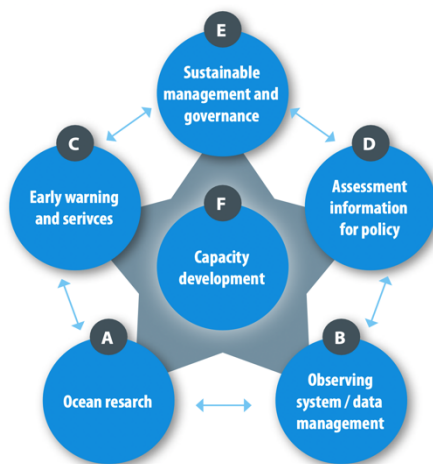 E
Sustainable
management and
governance
C
Early warning
and serivces
D
Assessment
information
for policy
F
Capacity
development
A
Ocean resarch
B
Observing
system / data
management